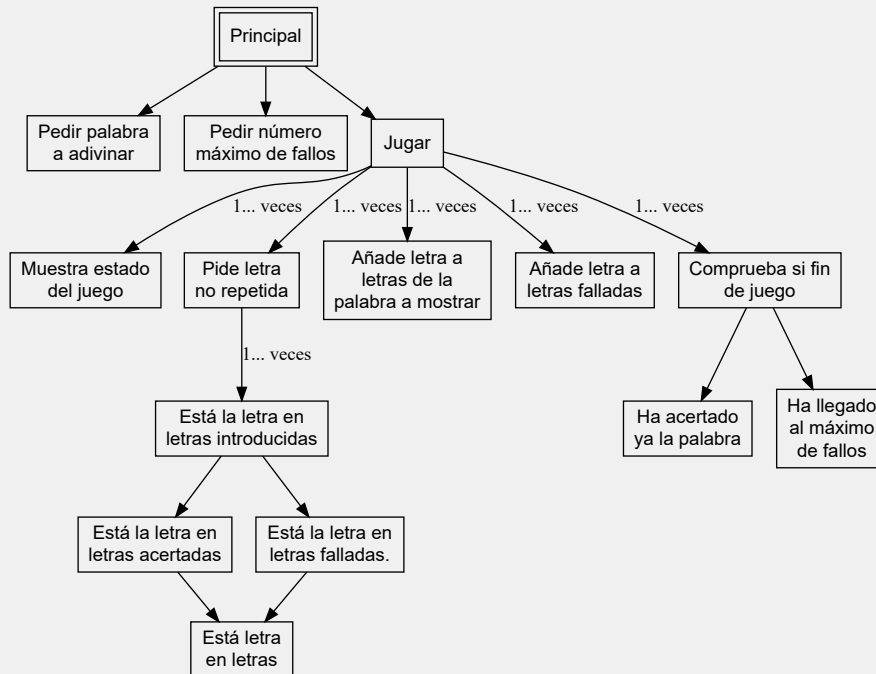 Principal
Pedir palabra
a adivinar
Pedir número
máximo de fallos
Jugar
1... veces
1... veces
1... veces
1... veces
1... veces
Muestra estado
del juego
Pide letra
no repetida
Añade letra a
letras de la
palabra a mostrar
Añade letra a
letras falladas
Comprueba si fin
de juego
1... veces
Está la letra en
letras introducidas
Ha acertado
ya la palabra
Ha llegado
al máximo
de fallos
Está la letra en
letras acertadas
Está la letra en
letras falladas.
Está letra
en letras